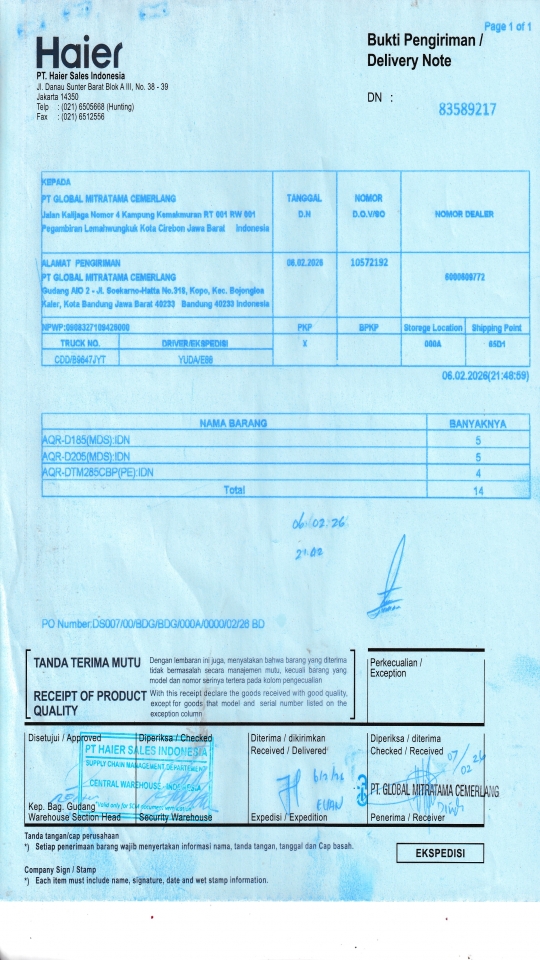 Page 1 of 1
Haier
PT. Haier Sales Indonesia
Jl. Danau Sunter Barat Blok A III, No. 38 - 39
Jakarta 14350
Telp : (021) 6505668 (Hunting)
Fax : (021) 6512556
Bukti Pengiriman /
Delivery Note
DN :
83589217
KEPADA
PT GLOBAL MITRATAMA CEMERLANG
Jalan Kalijaga Nomor 4 Kampung Kemakmuran RT 001 RW 001
Pegambiran Lemahwungkuk Kota Cirebon Jawa Barat Indonesia
TANGGAL
D.N
NOMOR
D.O.V/SO
NOMOR DEALER
ALAMAT PENGIRIMAN
PT GLOBAL MITRATAMA CEMERLANG
Gudang AIO 2 - Jl. Soekarno-Hatta No.318, Kopo, Kec. Bojongloa
Kaler, Kota Bandung Jawa Barat 40233 Bandung 40233 Indonesia
06.02.2026
10572192
PKP
BPKP
Storege Location
Shipping Point
TRUCK NO.
DRIVER/EKSPEDISI
X
000A
65D1
CDD/B9847JYT
YUDA/E86
06.02.2026(21:48:59)
NAMA BARANG
BANYAKNYA
AQR-D185(MDS):IDN
5
AQR-D205(MDS):IDN
5
AQR-DTM285CBP(PE):IDN
4
Total
14
06.02.26
21:02
PO Number:DS007/00/BDG/BDG/000A/0000/02/26 BD
TANDA TERIMA MUTU
Dengan lembaran ini juga, menyatakan bahwa barang yang diterima
tidak bermasalah secara manajemen mutu, kecuali barang yang
model dan nomor serinya tertera pada kolom pengecualian
RECEIPT OF PRODUCT
QUALITY
With this receipt declare the goods received with good quality,
except for goods that model and serial number listed on the
exception column
Perkecualian /
Exception
Disetujui / Approved
Diperiksa / Checked
Diterima / dikirimkan
Received / Delivered
Diperiksa / diterima
Checked / Received
PT HAIER SALES INDONESIA
SUPPLY CHAIN MANAGEMENT DEPARTEMENT
CENTRAL WAREHOUSE - INDONESIA
07/02 26
PT. GLOBAL MITRATAMA CEMERLANG
Kep. Bag. Gudang
Warehouse Section Head
Security Warehouse
Expedisi / Expedition
Penerima / Receiver
Tanda tangan/cap perusahaan
*) Setiap penerimaan barang wajib menyertakan informasi nama, tanda tangan, tanggal dan Cap basah.
EKSPEDISI
Company Sign / Stamp
*) Each item must include name, signature, date and wet stamp information.